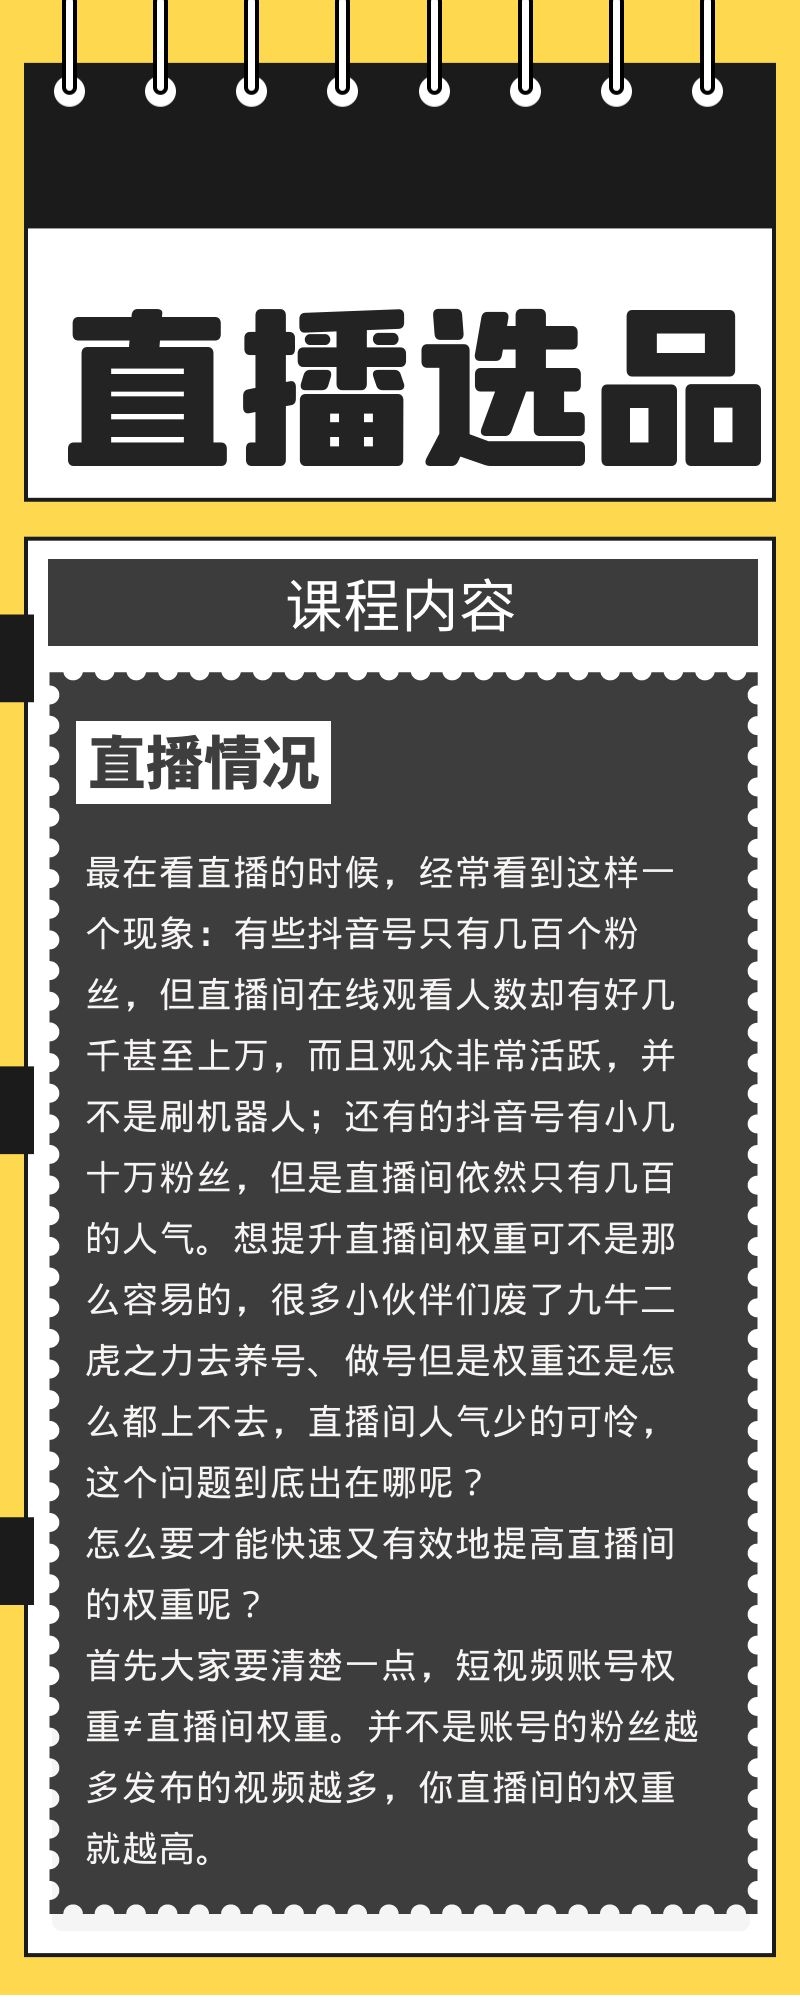 直播选品
课程内容
直播情况
最在看直播的时候，经常看到这样一
个现象：有些抖音号只有几百个粉
丝，但直播间在线观看人数却有好几
千甚至上万，而且观众非常活跃，并
不是刷机器人；还有的抖音号有小几
十万粉丝，但是直播间依然只有几百
的人气。想提升直播间权重可不是那
么容易的，很多小伙伴们废了九牛二
虎之力去养号、做号但是权重还是怎
么都上不去，直播间人气少的可怜，
这个问题到底出在哪呢？
怎么要才能快速又有效地提高直播间
的权重呢？
首先大家要清楚一点，短视频账号权
重≠直播间权重。并不是账号的粉丝越
多发布的视频越多，你直播间的权重
就越高。